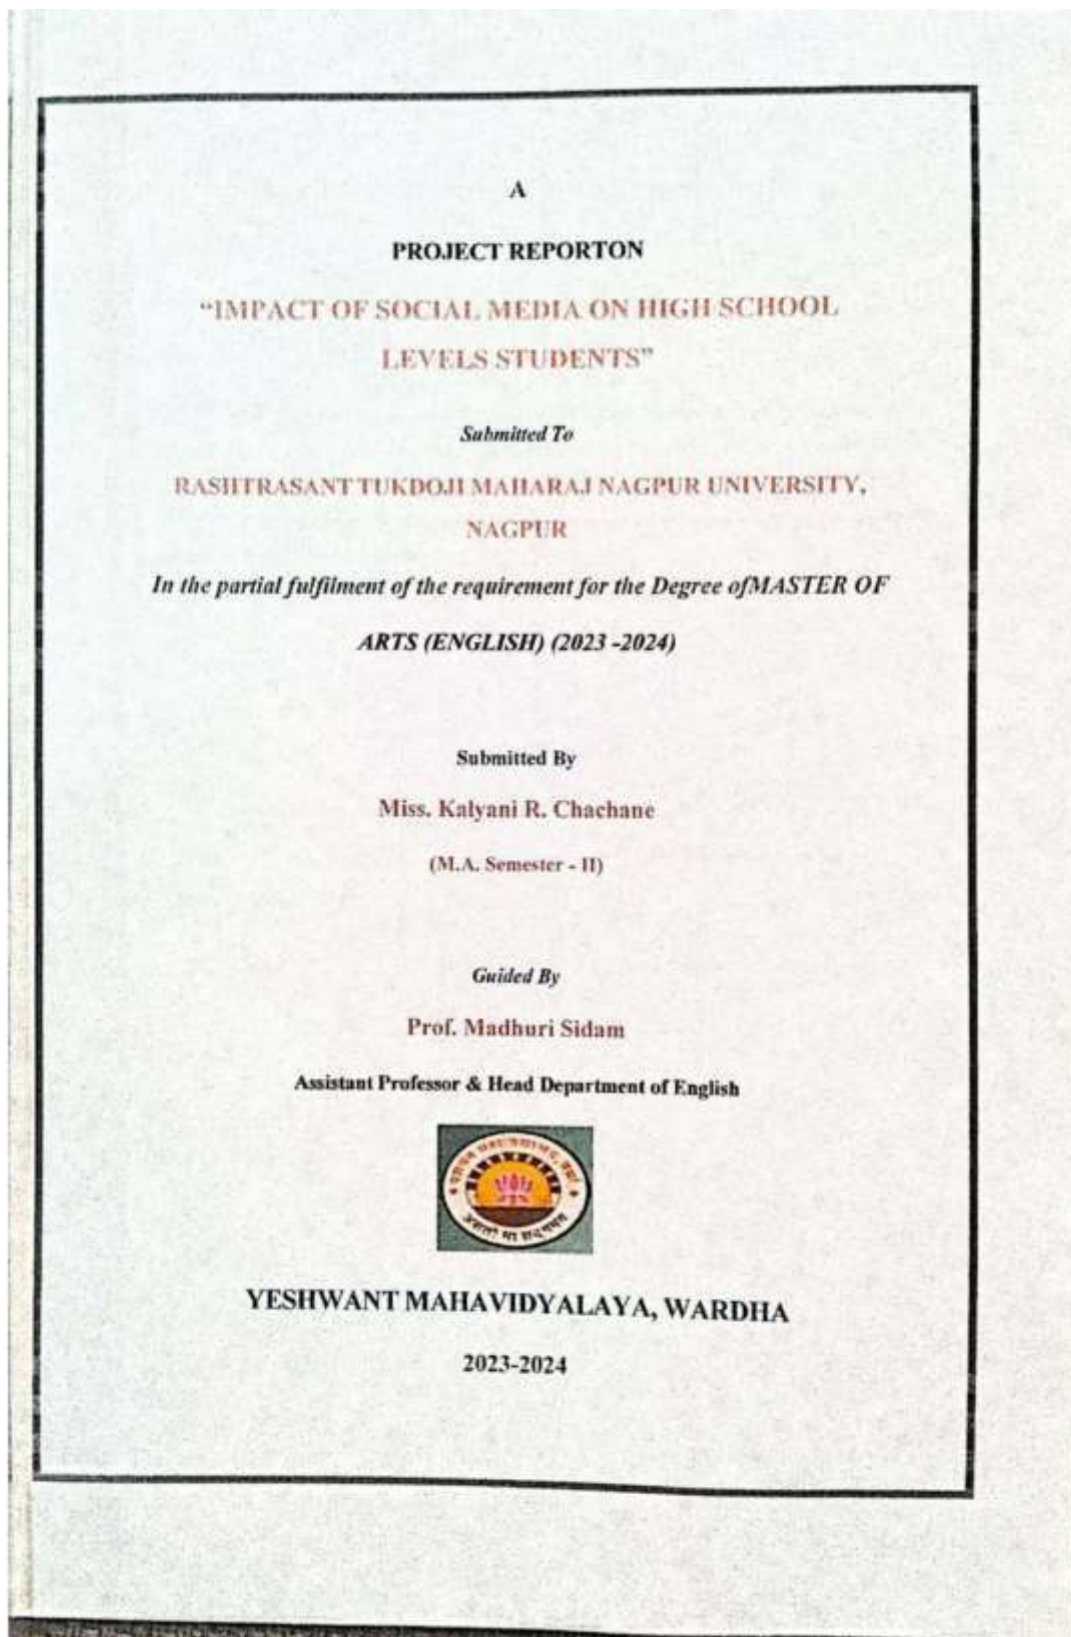 A
PROJECT REPORTON
“IMPACT OF SOCIAL MEDIA ON HIGH SCHOOL
LEVELS STUDENTS”
Submitted To
RASHTRASANT TUKDOJI MAHARAJ NAGPUR UNIVERSITY,
NAGPUR
In the partial fulfilment of the requirement for the Degree ofMASTER OF
ARTS (ENGLISH) (2023 -2024)
Submitted By
Miss. Kalyani R. Chachane
(M.A. Semester - II)
Guided By
Prof. Madhuri Sidam
Assistant Professor & Head Department of English
YESHWANT MAHAVIDYALAYA, WARDHA
2023-2024